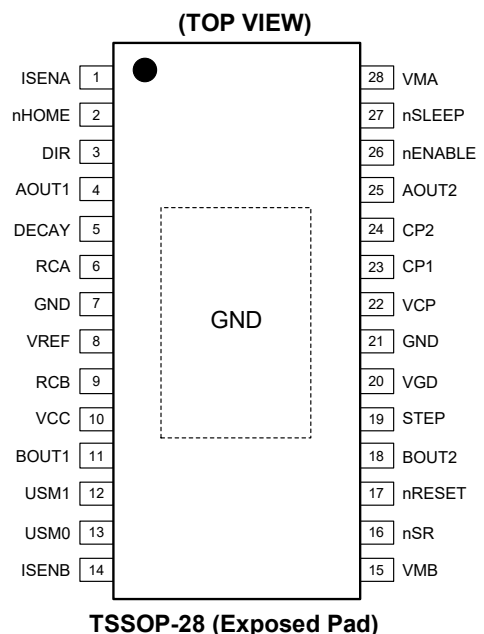 (TOP VIEW)
ISENA 1 28 VMA
nHOME 2 27 nSLEEP
DIR 3 26 nENABLE
AOUT1 4 25 AOUT2
DECAY 5 24 CP2
RCA 6 23 CP1
GND 7 22 VCP
GND
VREF 8 21 GND
RCB 9 20 VGD
VCC 10 19 STEP
BOUT1 11 18 BOUT2
USM1 12 17 nRESET
USM0 13 16 nSR
ISENB 14 15 VMB
TSSOP-28 (Exposed Pad)